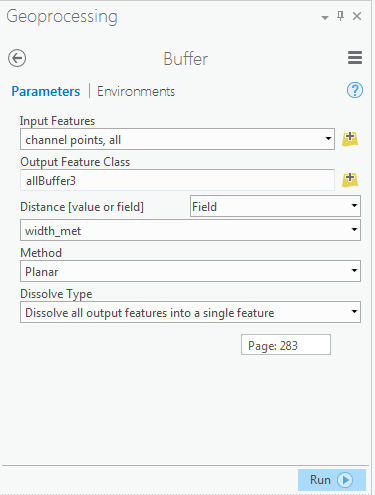 Geoprocessing
Buffer
Parameters | Environments
Input Features
channel points, all
Output Feature Class
allBuffer3
Distance [value or field] Field
width_met
Method
Planar
Dissolve Type
Dissolve all output features into a single feature
Page: 283
Run